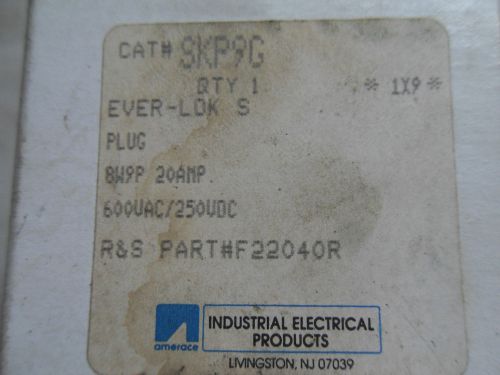 CAT# SKP9G
QTY 1 * 1X9 *
EVER-LOK S
PLUG
8W9P 20AMP.
600VAC/250VDC
R&S PART#F22040R
amerace
INDUSTRIAL ELECTRICAL
PRODUCTS
LIVINGSTON, NJ 07039